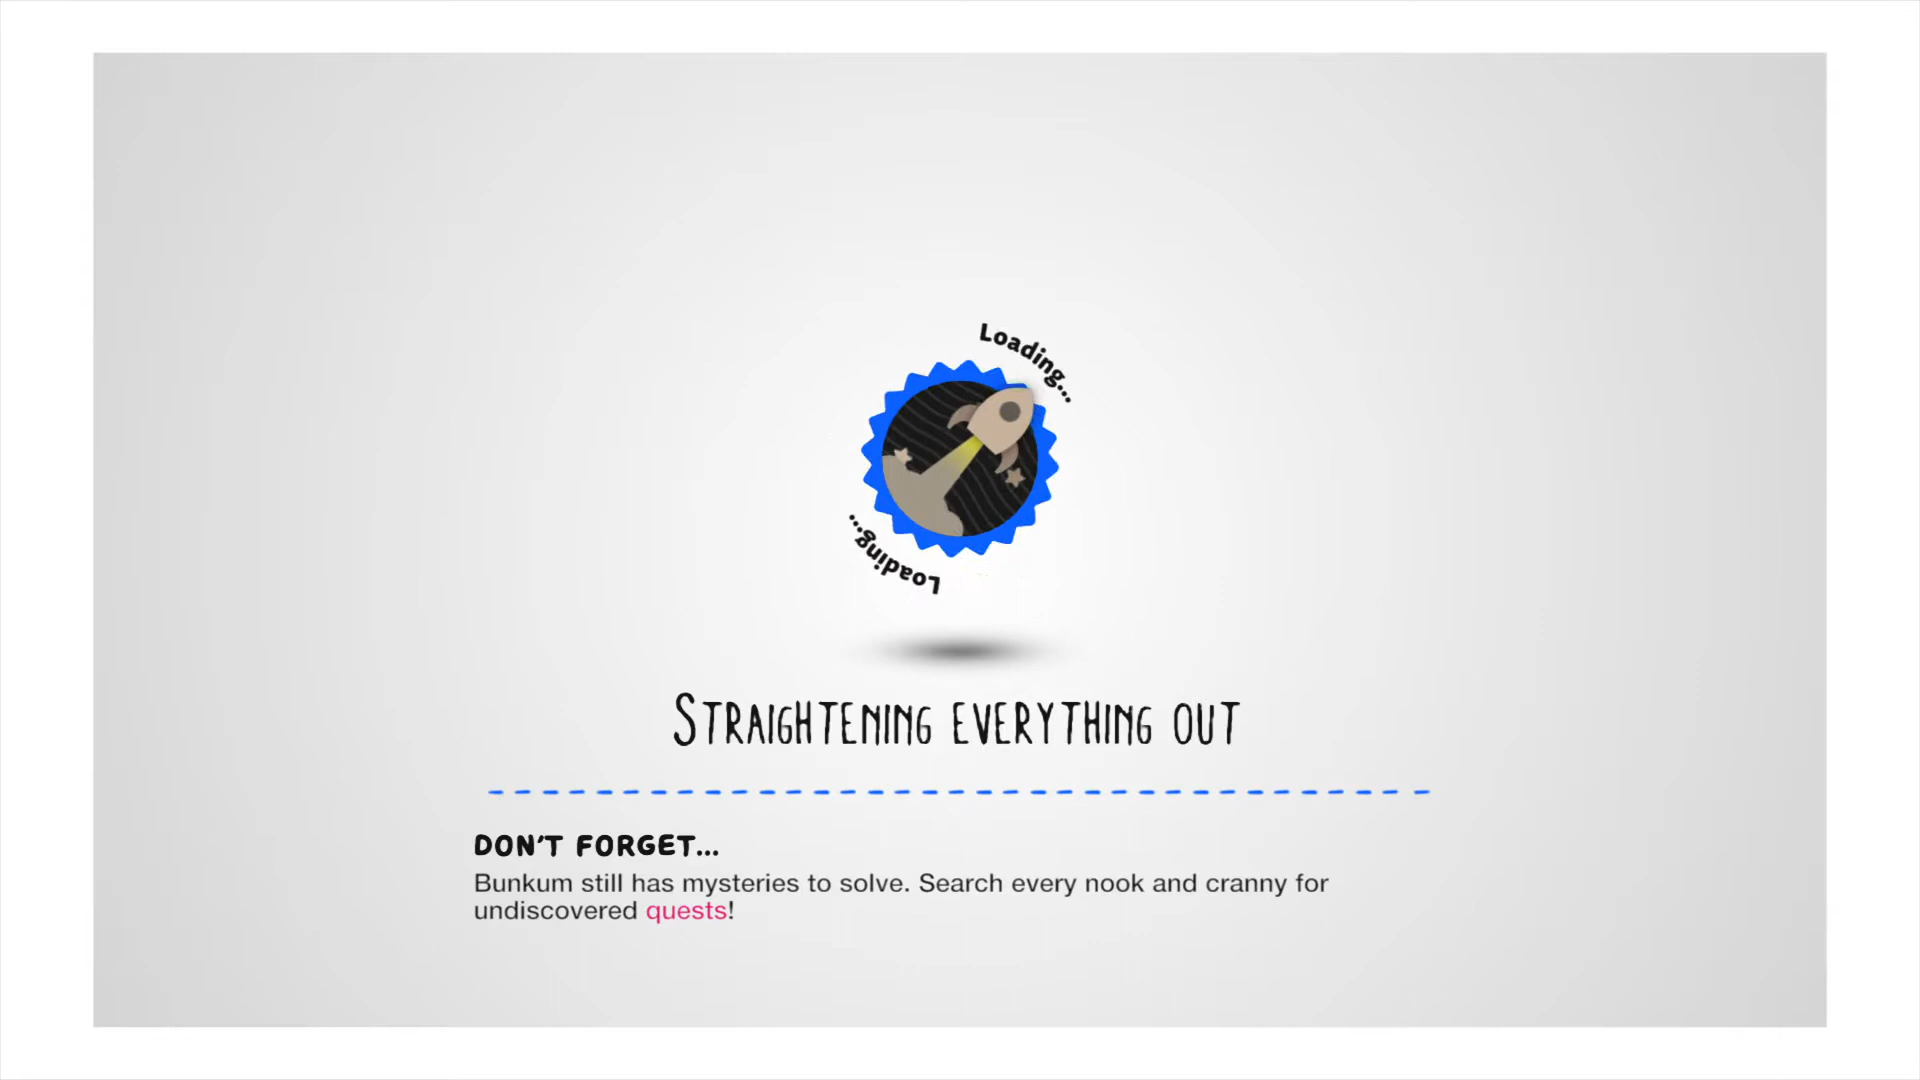 Loading...
Loading...
STRAIGHTENING EVERYTHING OUT
DON'T FORGET...
Bunkum still has mysteries to solve. Search every nook and cranny for
undiscovered quests!